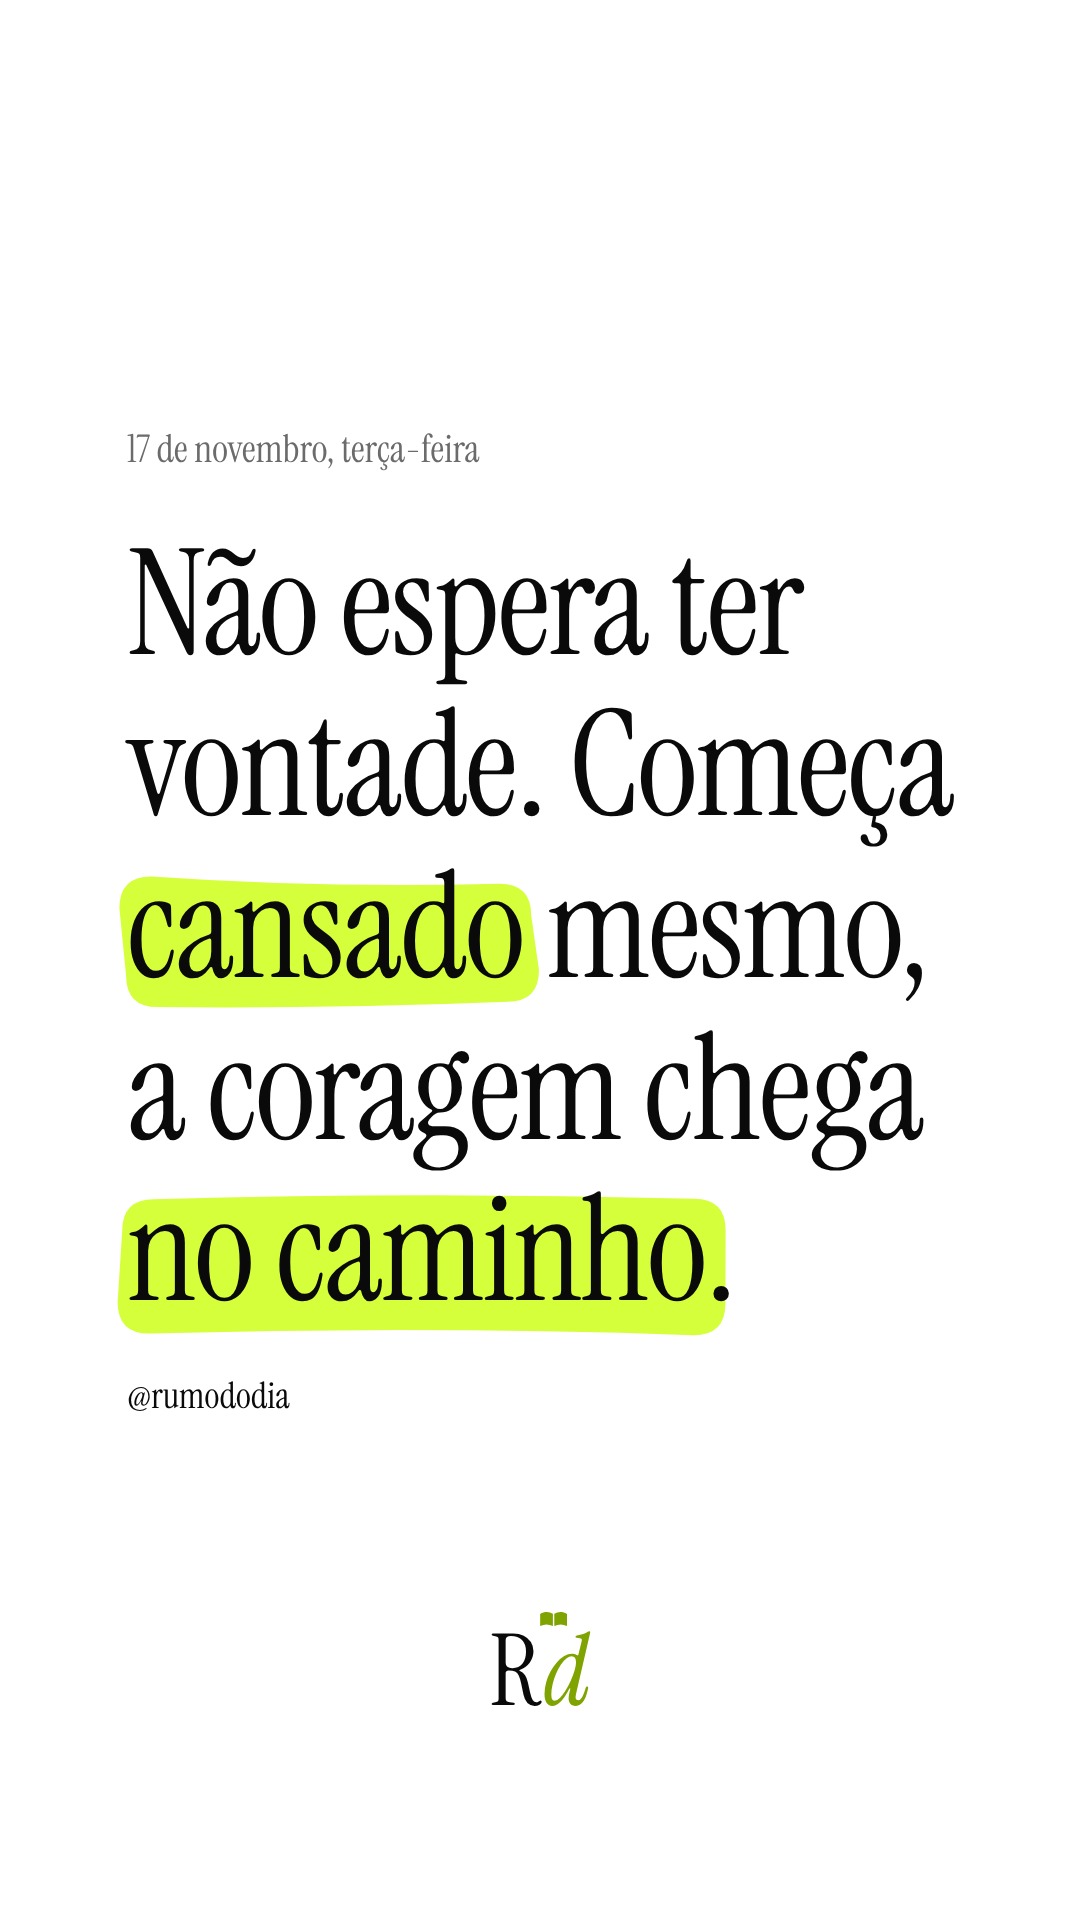 17 de novembro, terça-feira
Não espera ter
vontade. Começa
cansado mesmo,
a coragem chega
no caminho.
@rumododia
Rd